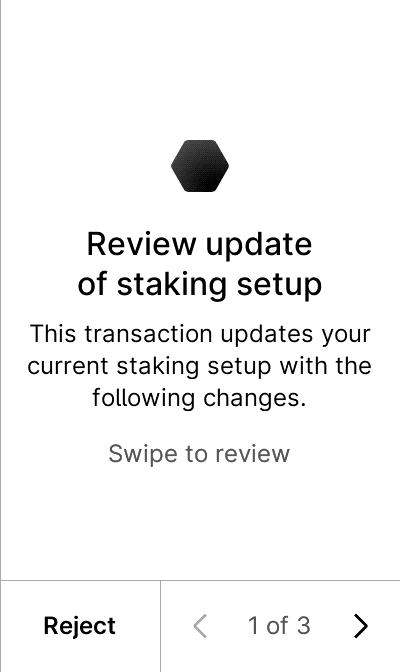 Review update
of staking setup
This transaction updates your
current staking setup with the
following changes.
Swipe to review
Reject
1 of 3